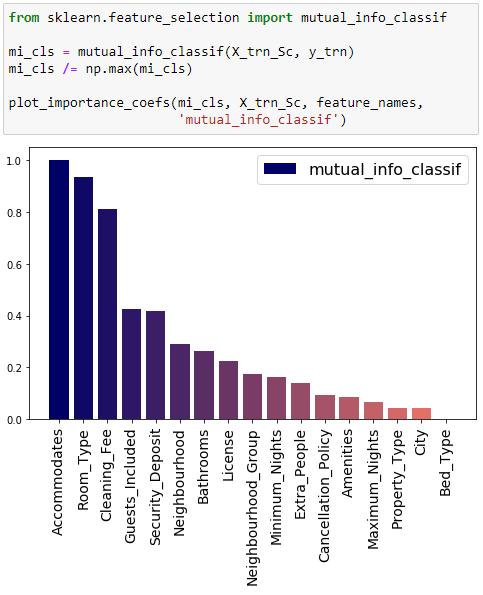 from sklearn.feature_selection import mutual_info_classif
mi_cls = mutual_info_classif(X_trn_Sc, y_trn)
mi_cls /= np.max(mi_cls)
plot_importance_coefs(mi_cls, X_trn_Sc, feature_names,
'mutual_info_classif')
mutual_info_classif
1.0
0.8
0.6
0.4
0.2
0.0
Accommodates
Room_Type
Cleaning_Fee
Guests_Included
Security_Deposit
Neighbourhood
Bathrooms
License
Neighbourhood_Group
Minimum_Nights
Extra_People
Cancellation_Policy
Amenities
Maximum_Nights
Property_Type
City
Bed_Type